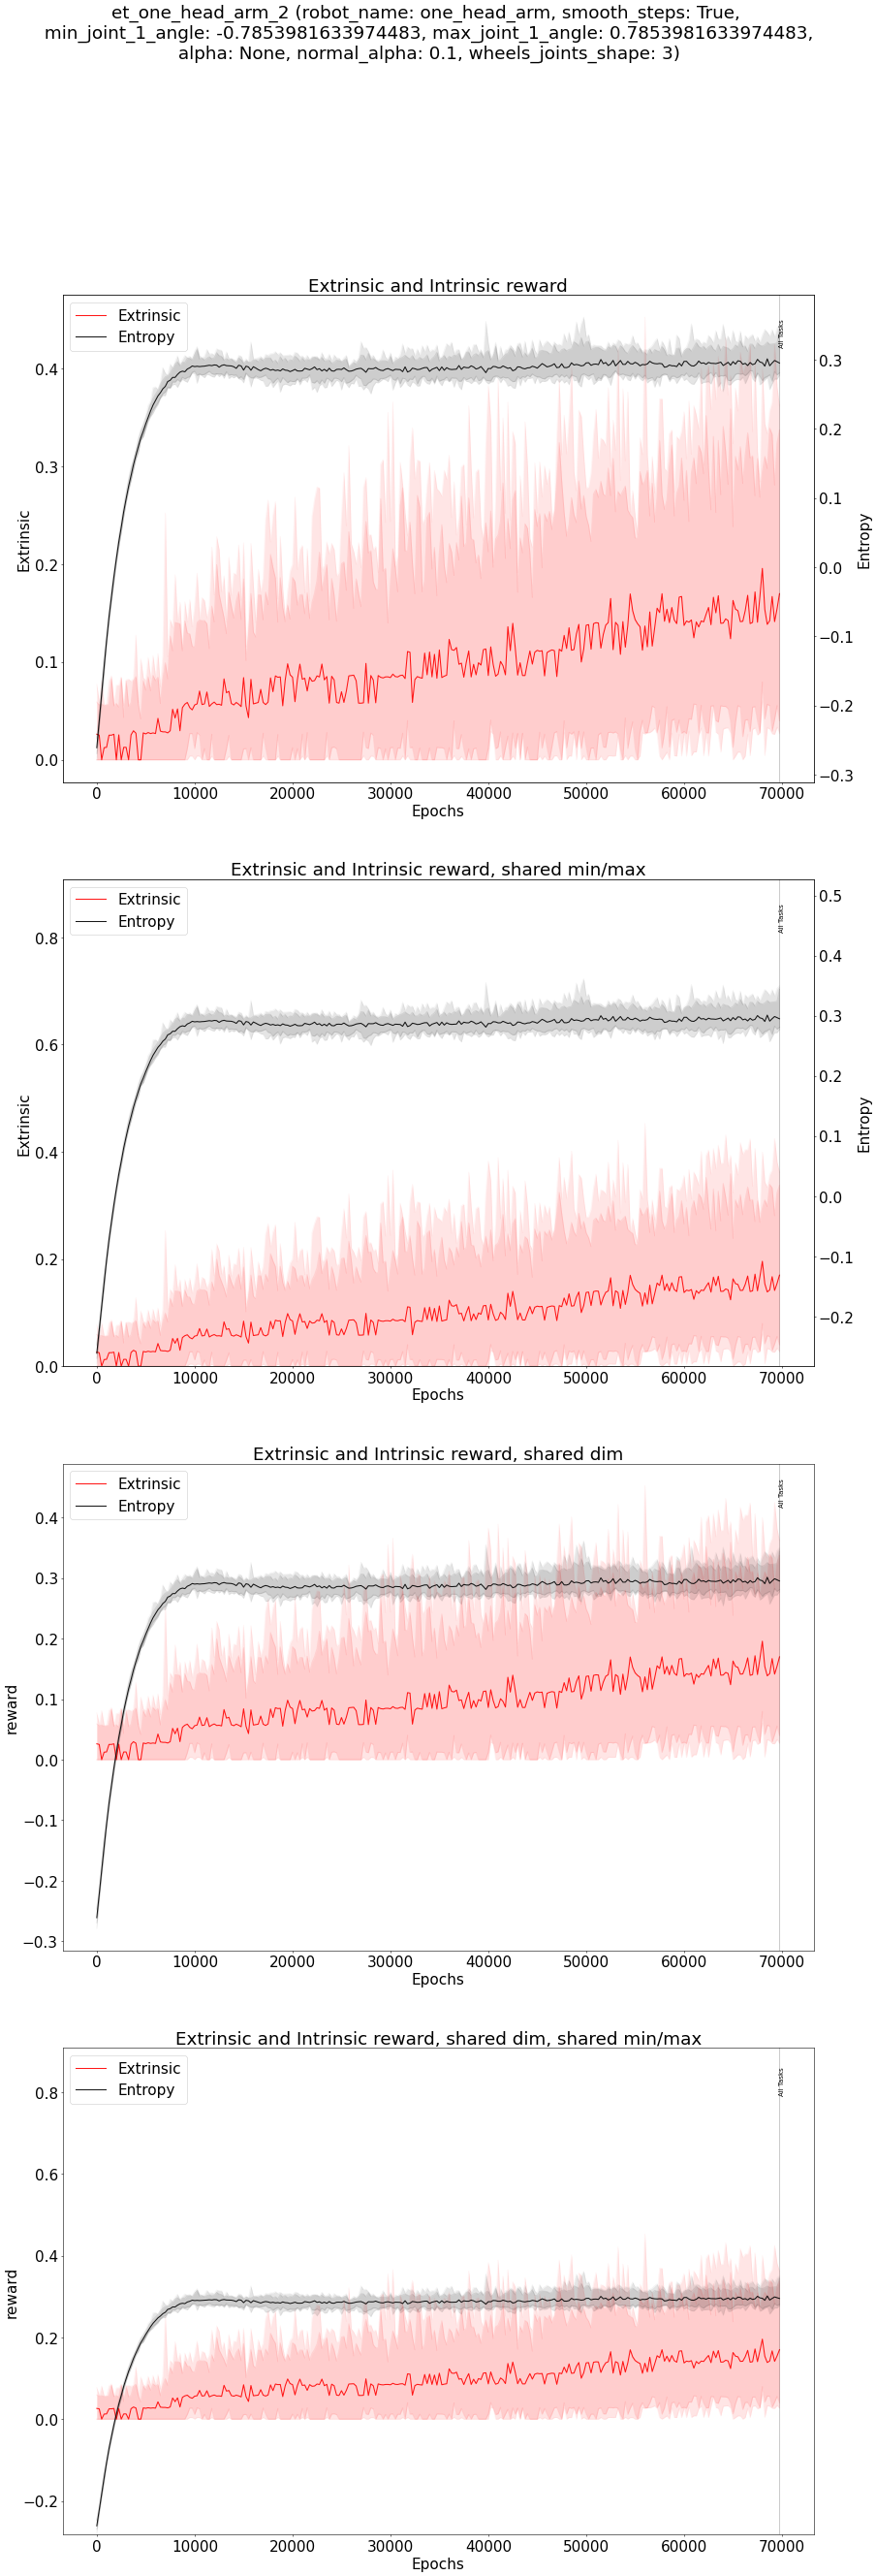 et_one_head_arm_2 (robot_name: one_head_arm, smooth_steps: True,
min_joint_1_angle: -0.7853981633974483, max_joint_1_angle: 0.7853981633974483,
alpha: None, normal_alpha: 0.1, wheels_joints_shape: 3)
Extrinsic and Intrinsic reward
Extrinsic
Entropy
All Tasks
0.4
0.3
0.2
0.1
0.0
Extrinsic
0.3
0.2
0.1
0.0
−0.1
−0.2
−0.3
Entropy
0 10000 20000 30000 40000 50000 60000 70000
Epochs
Extrinsic and Intrinsic reward, shared min/max
Extrinsic
Entropy
All Tasks
0.8
0.6
0.4
0.2
0.0
Extrinsic
0.5
0.4
0.3
0.2
0.1
0.0
−0.1
−0.2
Entropy
0 10000 20000 30000 40000 50000 60000 70000
Epochs
Extrinsic and Intrinsic reward, shared dim
Extrinsic
Entropy
All Tasks
0.4
0.3
0.2
0.1
0.0
−0.1
−0.2
−0.3
reward
0 10000 20000 30000 40000 50000 60000 70000
Epochs
Extrinsic and Intrinsic reward, shared dim, shared min/max
Extrinsic
Entropy
All Tasks
0.8
0.6
0.4
0.2
0.0
−0.2
reward
0 10000 20000 30000 40000 50000 60000 70000
Epochs